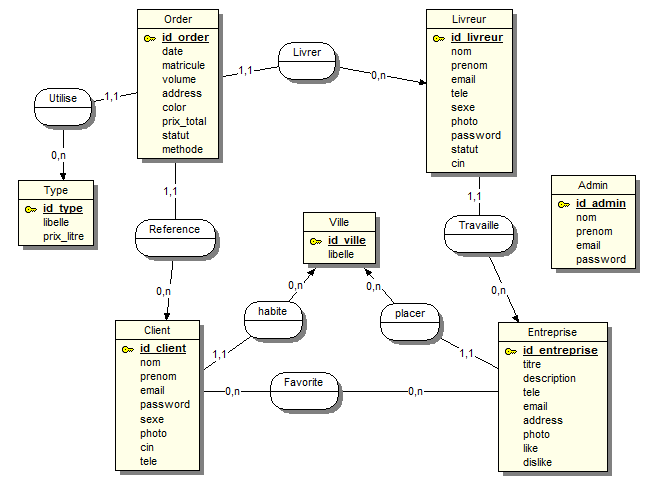 Order
id_order
date
matricule
volume
address
color
prix_total
statut
methode
Livrer
1,1
0,n
Livreur
id_livreur
nom
prenom
email
tele
sexe
photo
password
statut
cin
Utilise
1,1
0,n
Type
id_type
libelle
prix_litre
1,1
Reference
0,n
Ville
id_ville
libelle
1,1
Travaille
0,n
Admin
id_admin
nom
prenom
email
password
habite
0,n
1,1
placer
0,n
1,1
Client
id_client
nom
prenom
email
password
sexe
photo
cin
tele
Favorite
0,n
0,n
Entreprise
id_entreprise
titre
description
tele
email
address
photo
like
dislike